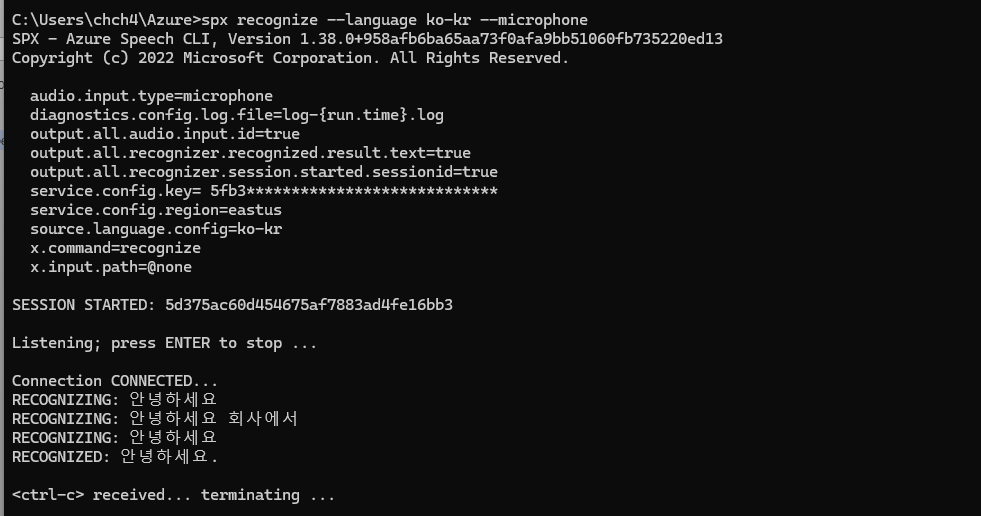 C:\Users\chch4\Azure>spx recognize --language ko-kr --microphone
SPX - Azure Speech CLI, Version 1.38.0+958afb6ba65aa73f0afa9bb51060fb735220ed13
Copyright (c) 2022 Microsoft Corporation. All Rights Reserved.
audio.input.type=microphone
diagnostics.config.log.file=log-{run.time}.log
output.all.audio.input.id=true
output.all.recognizer.recognized.result.text=true
output.all.recognizer.session.started.sessionid=true
service.config.key= 5fb3****************************
service.config.region=eastus
source.language.config=ko-kr
x.command=recognize
x.input.path=@none
SESSION STARTED: 5d375ac60d454675af7883ad4fe16bb3
Listening; press ENTER to stop ...
Connection CONNECTED...
RECOGNIZING: 안녕하세요
RECOGNIZING: 안녕하세요 회사에서
RECOGNIZING: 안녕하세요
RECOGNIZED: 안녕하세요.
<ctrl-c> received... terminating ...